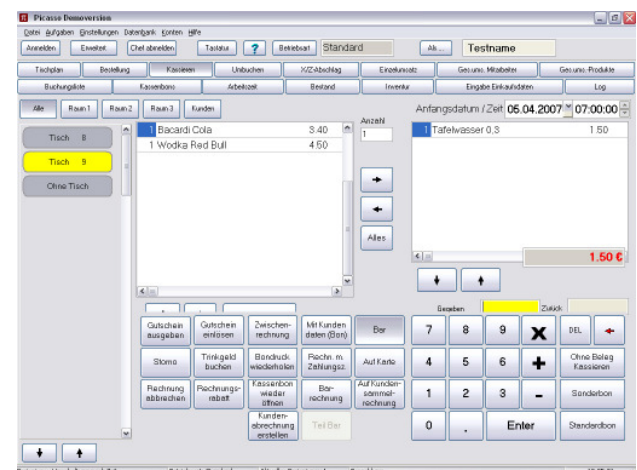 Picasso Demoversion
Datei Aufgaben Einstellungen Datenbank Konten Hilfe
Anmelden Erweitert Chef abmelden Tastatur ? Betriebsart Standard Ab ... Testname
Tischplan Bestellung Kassieren Umbuchen X/Z-Abschlag Einzelumsatz Ges.ums. Mitarbeiter Ges.ums.-Produkte
Buchungsliste Kassenbons Arbeitszeit Bestand Inventur Eingabe Einkaufsdaten Log
Alle Raum 1 Raum 2 Raum 3 Kunden
Anfangsdatum / Zeit 05.04.2007 07:00:00
Anzahl
1
Tisch 8
Tisch 9
Ohne Tisch
1 Bacardi Cola 3.40
1 Wodka Red Bull 4.50
Alles
1 Tafelwasser 0,3 1.50
1.50 €
Gegeben Zurück
Gutschein ausgeben Gutschein einlösen Zwischen- rechnung Mit Kunden daten (Bon) Bar
7 8 9 X DEL
Storno Trinkgeld buchen Bondruck wiederholen Rechn. m. Zahlungsz. Auf Karte
4 5 6 + Ohne Beleg Kassieren
Rechnung abbrechen Rechnungs- rabatt Kassenbon wieder öffnen Bar- rechnung Auf Kunden- sammel- rechnung
1 2 3 - Sonderbon
Kunden- abrechnung erstellen Teil Bar
0 . Enter Standardbon